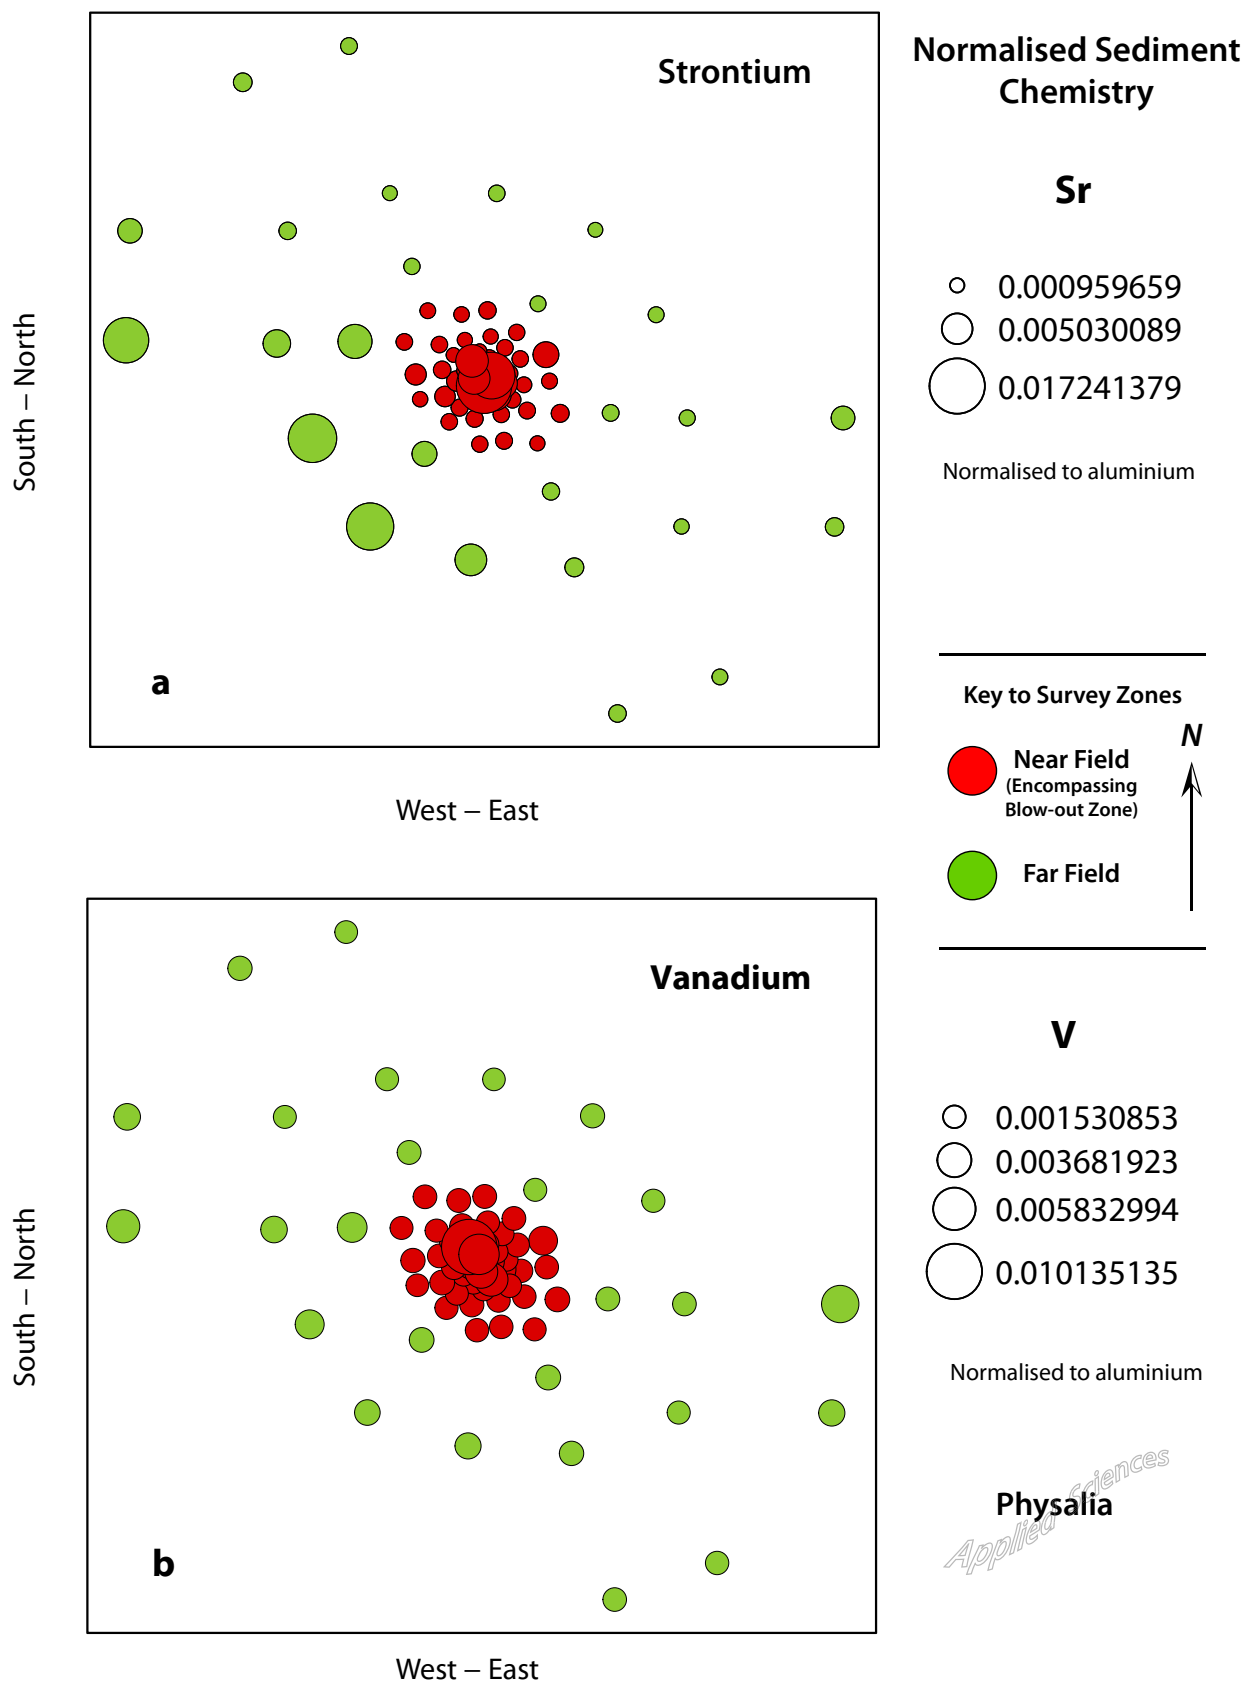 Strontium
Normalised Sediment
Chemistry
Sr
0.000959659
0.005030089
0.017241379
Normalised to aluminium
South – North
a
West – East
Key to Survey Zones
N
Near Field
(Encompassing
Blow-out Zone)
Far Field
Vanadium
V
0.001530853
0.003681923
0.005832994
0.010135135
Normalised to aluminium
South – North
Physalia
Applied Sciences
b
West – East